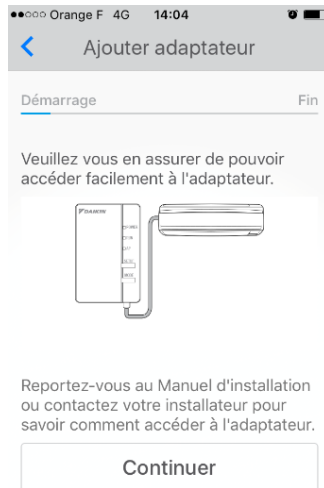 Orange F 4G 14:04
Ajouter adaptateur
Démarrage Fin
Veuillez vous en assurer de pouvoir
accéder facilement à l'adaptateur.
DAIKIN
Reportez-vous au Manuel d'installation
ou contactez votre installateur pour
savoir comment accéder à l'adaptateur.
Continuer